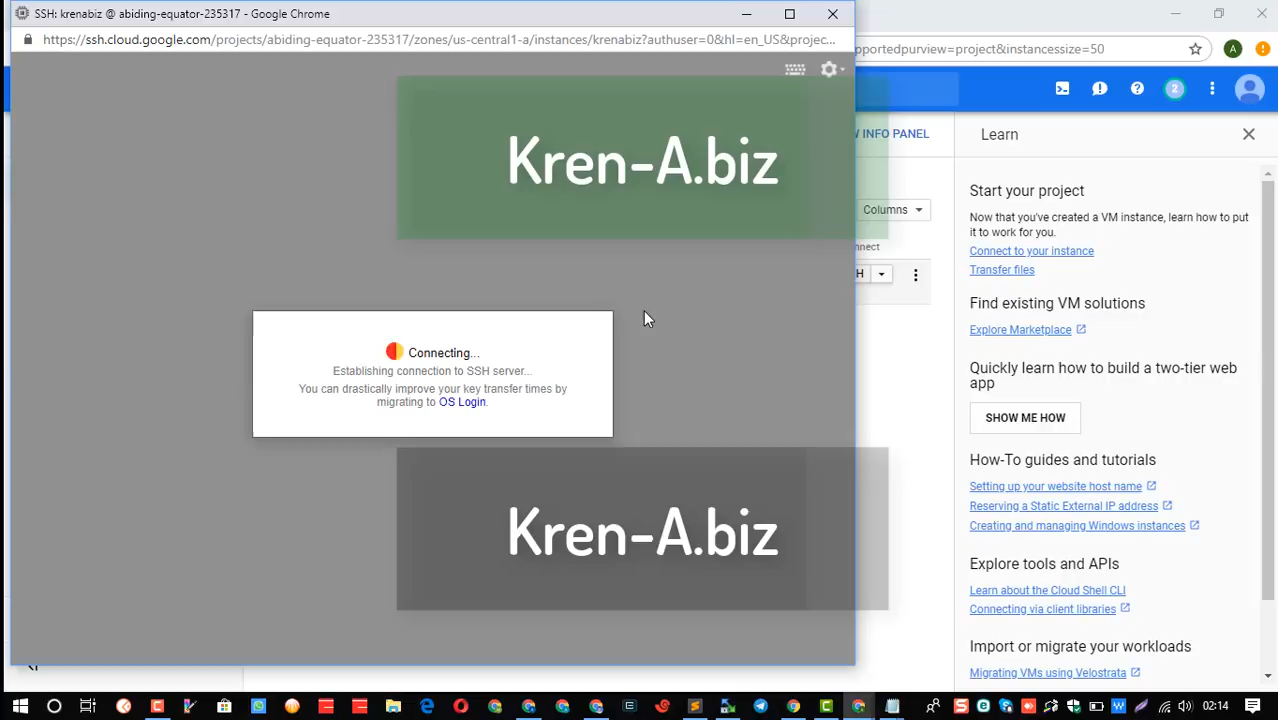 SSH: krenabiz @ abiding-equator-235317 - Google Chrome
https://ssh.cloud.google.com/projects/abiding-equator-235317/zones/us-central1-a/instances/krenabiz?authuser=0&hl=en_US&projec...
pportedpurview=project&instancessize=50
A
2
W INFO PANEL
Learn
Kren-A.biz
Start your project
Now that you've created a VM instance, learn how to put
it to work for you.
Connect to your instance
Transfer files
Columns
nnect
H
Find existing VM solutions
Explore Marketplace
Connecting...
Establishing connection to SSH server...
You can drastically improve your key transfer times by
migrating to OS Login.
Quickly learn how to build a two-tier web
app
SHOW ME HOW
How-To guides and tutorials
Setting up your website host name
Reserving a Static External IP address
Creating and managing Windows instances
Kren-A.biz
Explore tools and APIs
Learn about the Cloud Shell CLI
Connecting via client libraries
Import or migrate your workloads
Migrating VMs using Velostrata
02:14